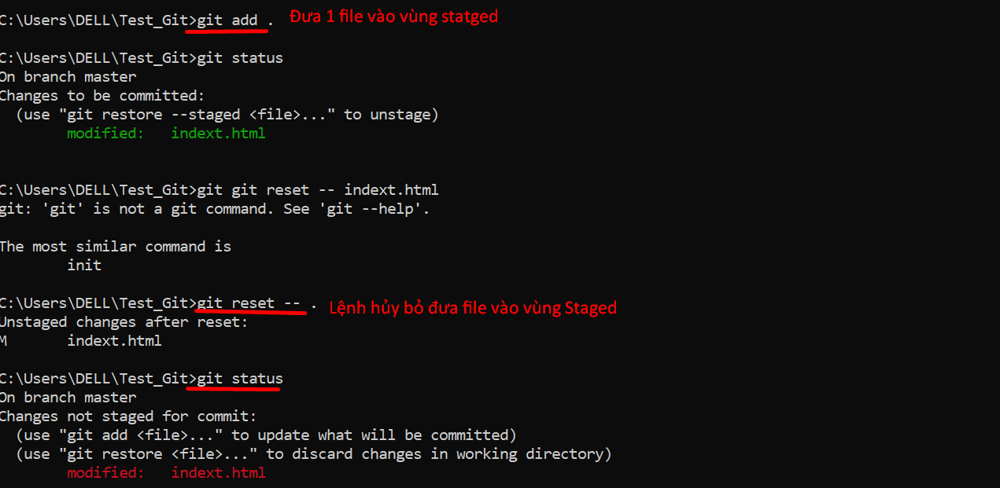 C:\Users\DELL\Test_Git>git add . Đưa 1 file vào vùng statged
C:\Users\DELL\Test_Git>git status
On branch master
Changes to be committed:
(use "git restore --staged <file>..." to unstage)
modified: indext.html
C:\Users\DELL\Test_Git>git git reset -- indext.html
git: 'git' is not a git command. See 'git --help'.
The most similar command is
init
C:\Users\DELL\Test_Git>git reset -- . Lệnh hủy bỏ đưa file vào vùng Staged
Unstaged changes after reset:
M indext.html
C:\Users\DELL\Test_Git>git status
On branch master
Changes not staged for commit:
(use "git add <file>..." to update what will be committed)
(use "git restore <file>..." to discard changes in working directory)
modified: indext.html